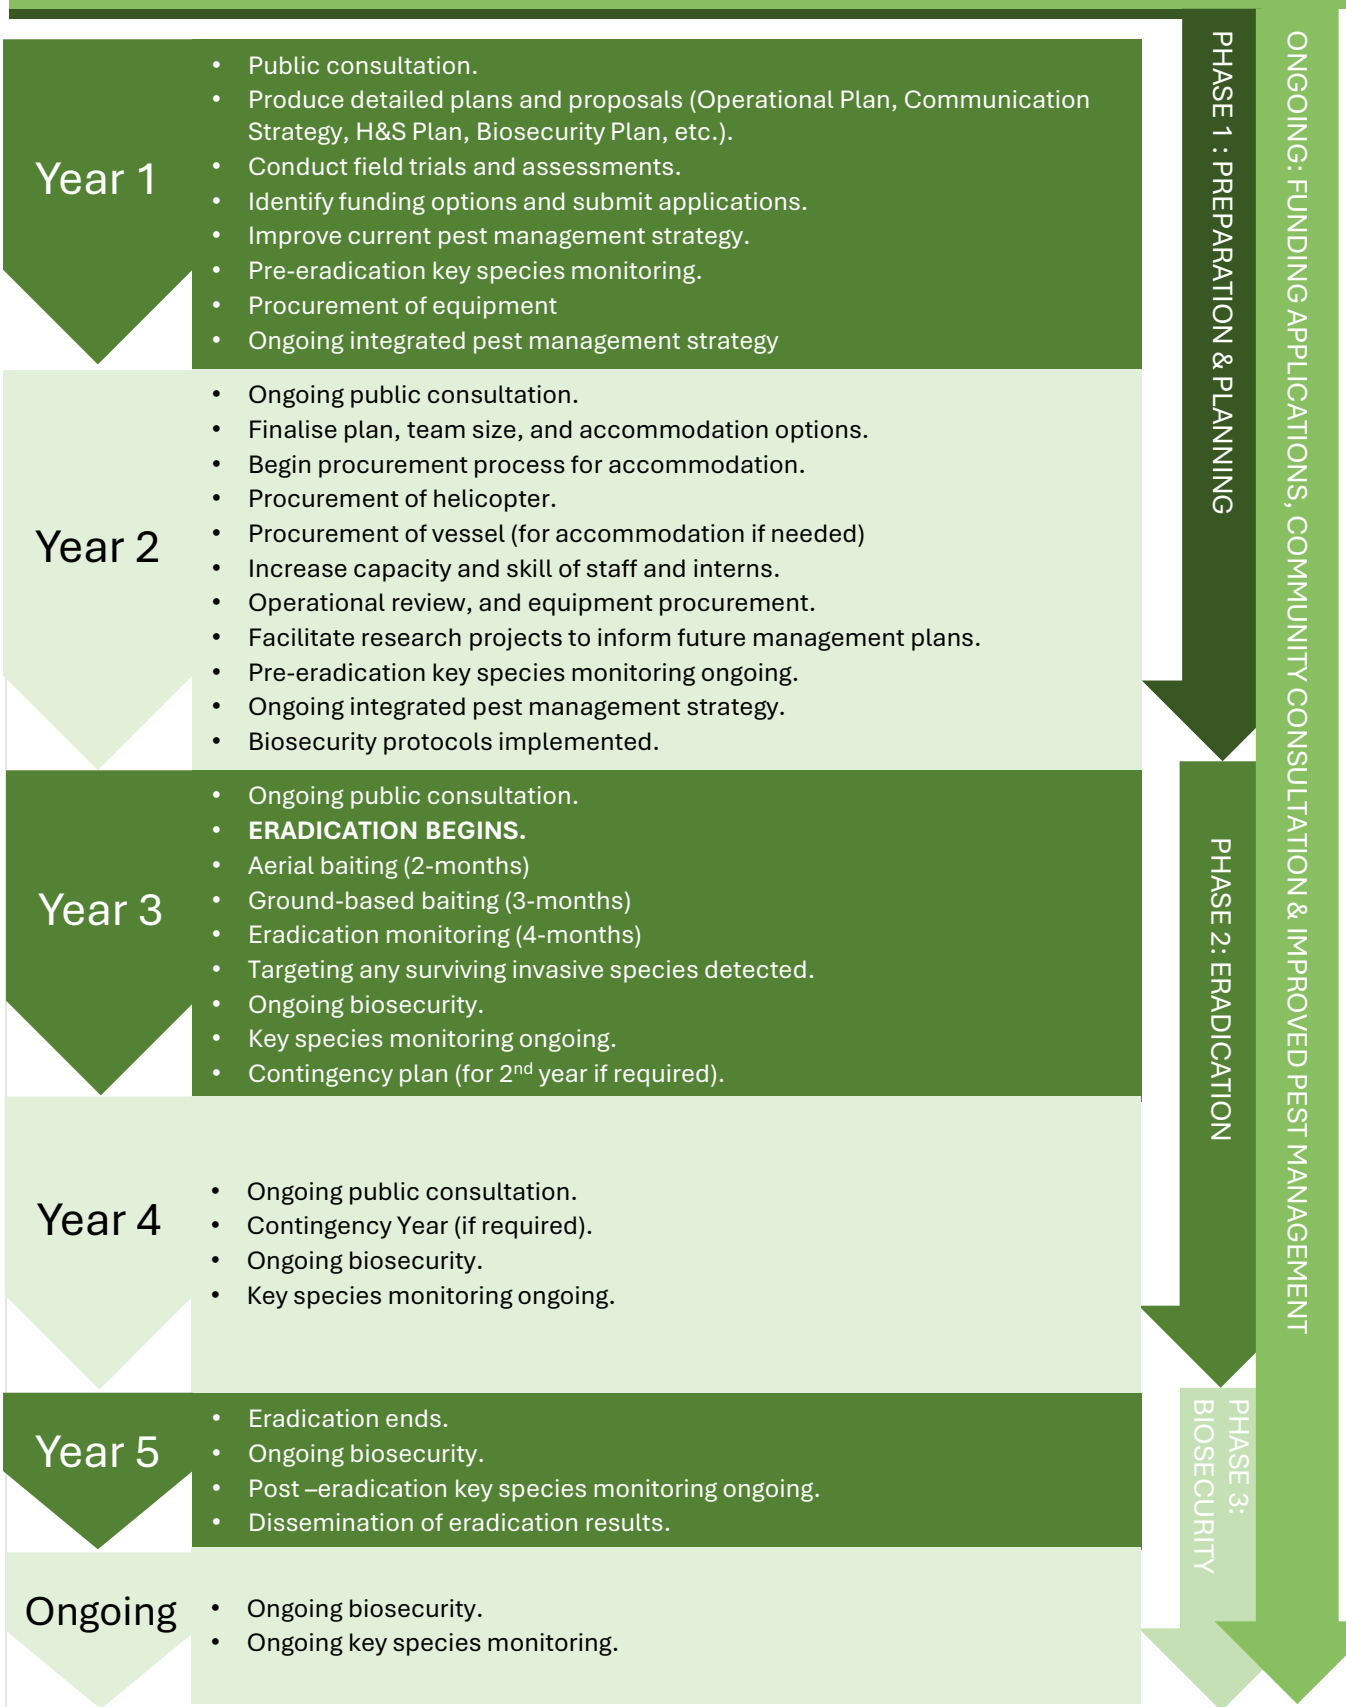 Year 1
• Public consultation.
• Produce detailed plans and proposals (Operational Plan, Communication
Strategy, H&S Plan, Biosecurity Plan, etc.).
• Conduct field trials and assessments.
• Identify funding options and submit applications.
• Improve current pest management strategy.
• Pre-eradication key species monitoring.
• Procurement of equipment
• Ongoing integrated pest management strategy
Year 2
• Ongoing public consultation.
• Finalise plan, team size, and accommodation options.
• Begin procurement process for accommodation.
• Procurement of helicopter.
• Procurement of vessel (for accommodation if needed)
• Increase capacity and skill of staff and interns.
• Operational review, and equipment procurement.
• Facilitate research projects to inform future management plans.
• Pre-eradication key species monitoring ongoing.
• Ongoing integrated pest management strategy.
• Biosecurity protocols implemented.
Year 3
• Ongoing public consultation.
• ERADICATION BEGINS.
• Aerial baiting (2-months)
• Ground-based baiting (3-months)
• Eradication monitoring (4-months)
• Targeting any surviving invasive species detected.
• Ongoing biosecurity.
• Key species monitoring ongoing.
• Contingency plan (for 2nd year if required).
Year 4
• Ongoing public consultation.
• Contingency Year (if required).
• Ongoing biosecurity.
• Key species monitoring ongoing.
Year 5
• Eradication ends.
• Ongoing biosecurity.
• Post –eradication key species monitoring ongoing.
• Dissemination of eradication results.
Ongoing
• Ongoing biosecurity.
• Ongoing key species monitoring.
PHASE 1 : PREPARATION & PLANNING
PHASE 2: ERADICATION
PHASE 3:
BIOSECURITY
ONGOING: FUNDING APPLICATIONS, COMMUNITY CONSULTATION & IMPROVED PEST MANAGEMENT